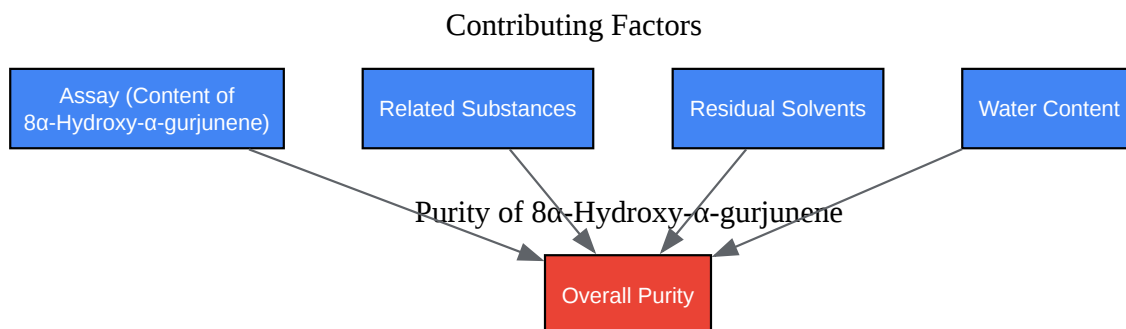 Contributing Factors
Assay (Content of
8α-Hydroxy-α-gurjunene)
Related Substances
Residual Solvents
Water Content
Purity of 8α-Hydroxy-α-gurjunene
Overall Purity